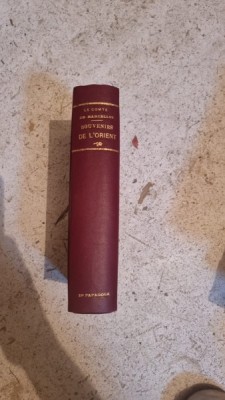 LE COMTE
DE MARCELLUS
SOUVENIRS
DE L'ORIENT